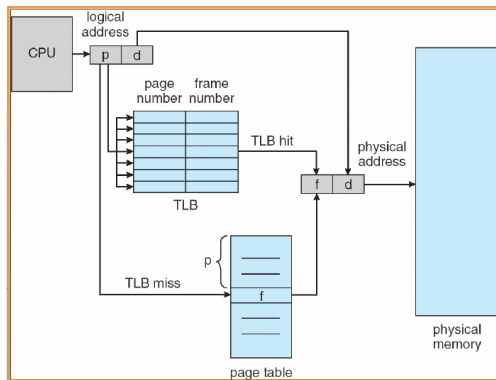 logical
address
CPU
p
d
page
number
frame
number
TLB hit
physical
address
f
d
TLB
p
TLB miss
f
page table
physical
memory